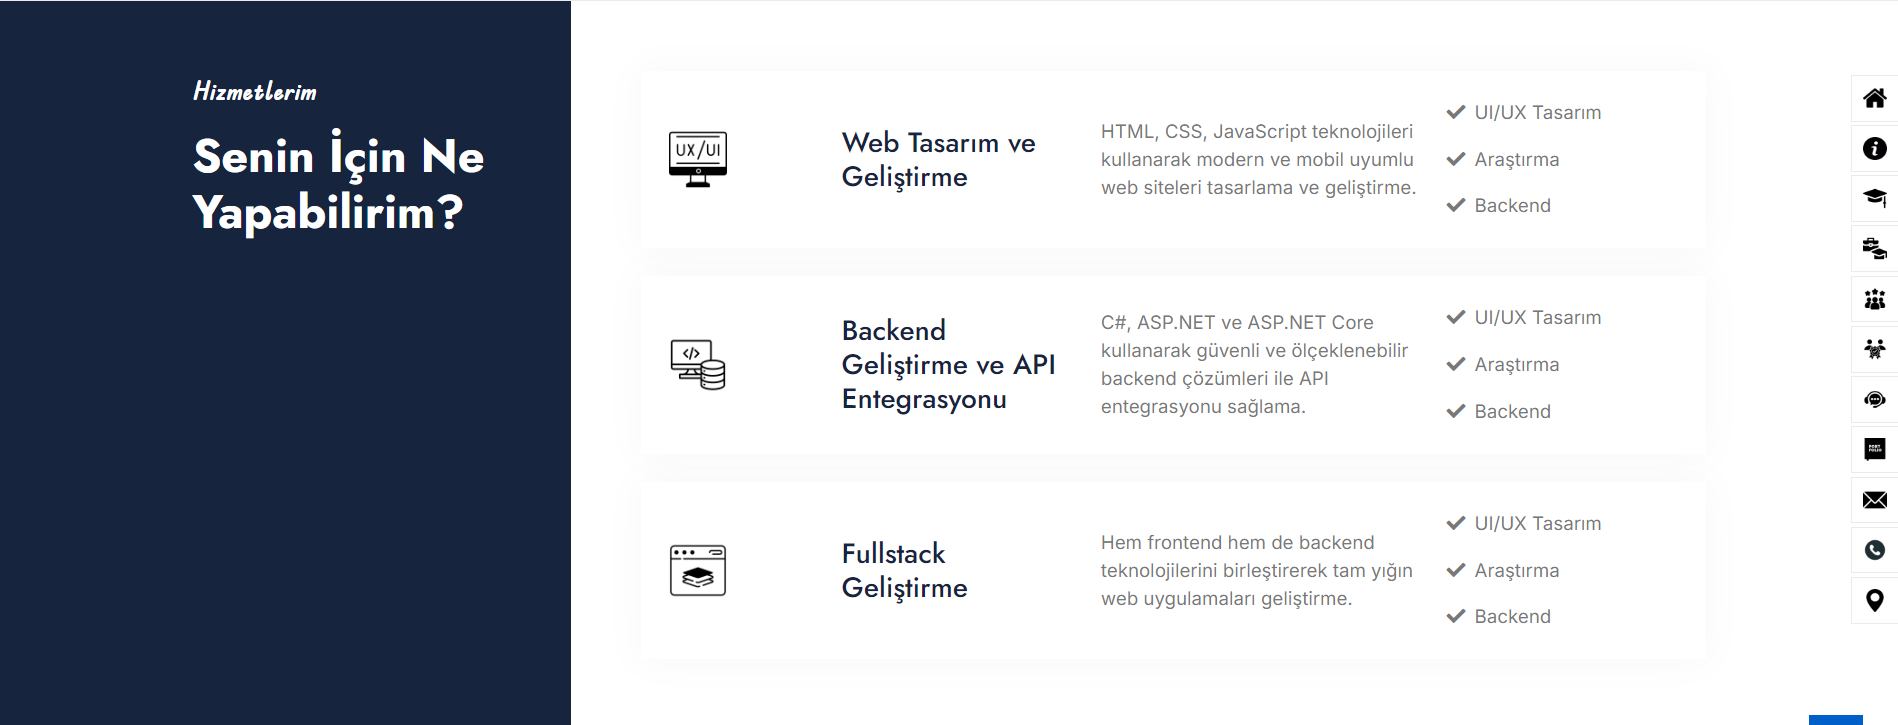 Hizmetlerim
Senin İçin Ne
Yapabilirim?
UX/UI
Web Tasarım ve
Geliştirme
HTML, CSS, JavaScript teknolojileri
kullanarak modern ve mobil uyumlu
web siteleri tasarlama ve geliştirme.
UI/UX Tasarım
Araştırma
Backend
</>
Backend
Geliştirme ve API
Entegrasyonu
C#, ASP.NET ve ASP.NET Core
kullanarak güvenli ve ölçeklenebilir
backend çözümleri ile API
entegrasyonu sağlama.
UI/UX Tasarım
Araştırma
Backend
Fullstack
Geliştirme
Hem frontend hem de backend
teknolojilerini birleştirerek tam yığın
web uygulamaları geliştirme.
UI/UX Tasarım
Araştırma
Backend
PORT
FOLIO